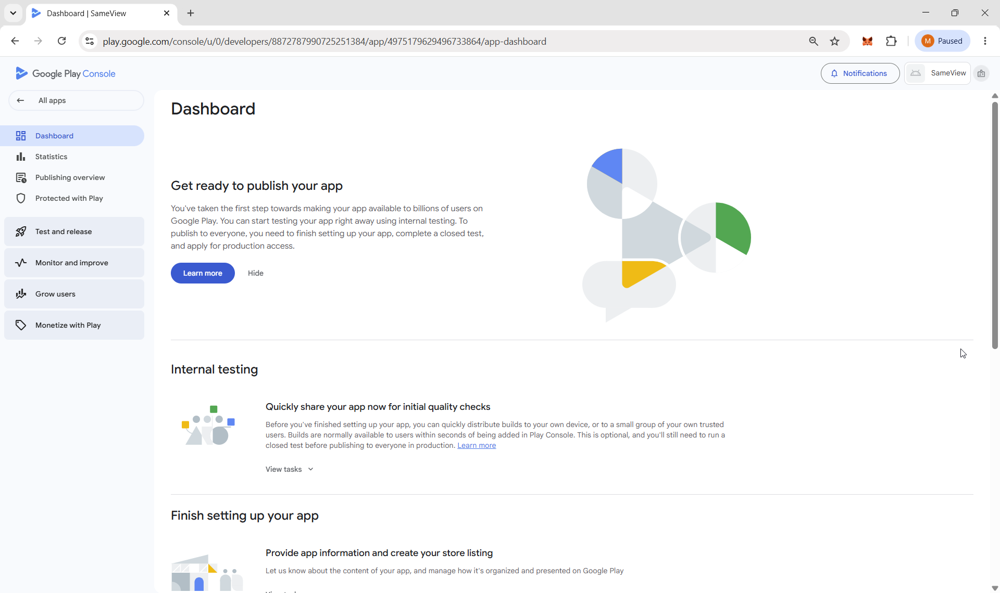 Dashboard | SameView
play.google.com/console/u/0/developers/8872787990725251384/app/4975179629496733864/app-dashboard
M Paused
Google Play Console
Notifications
SameView
All apps
Dashboard
Statistics
Publishing overview
Protected with Play
Test and release
Monitor and improve
Grow users
Monetize with Play
Dashboard
Get ready to publish your app
You've taken the first step towards making your app available to billions of users on
Google Play. You can start testing your app right away using internal testing. To
publish to everyone, you need to finish setting up your app, complete a closed test,
and apply for production access.
Learn more Hide
Internal testing
Quickly share your app now for initial quality checks
Before you've finished setting up your app, you can quickly distribute builds to your own device, or to a small group of your own trusted
users. Builds are normally available to users within seconds of being added in Play Console. This is optional, and you'll still need to run a
closed test before publishing to everyone in production. Learn more
View tasks
Finish setting up your app
Provide app information and create your store listing
Let us know about the content of your app, and manage how it's organized and presented on Google Play